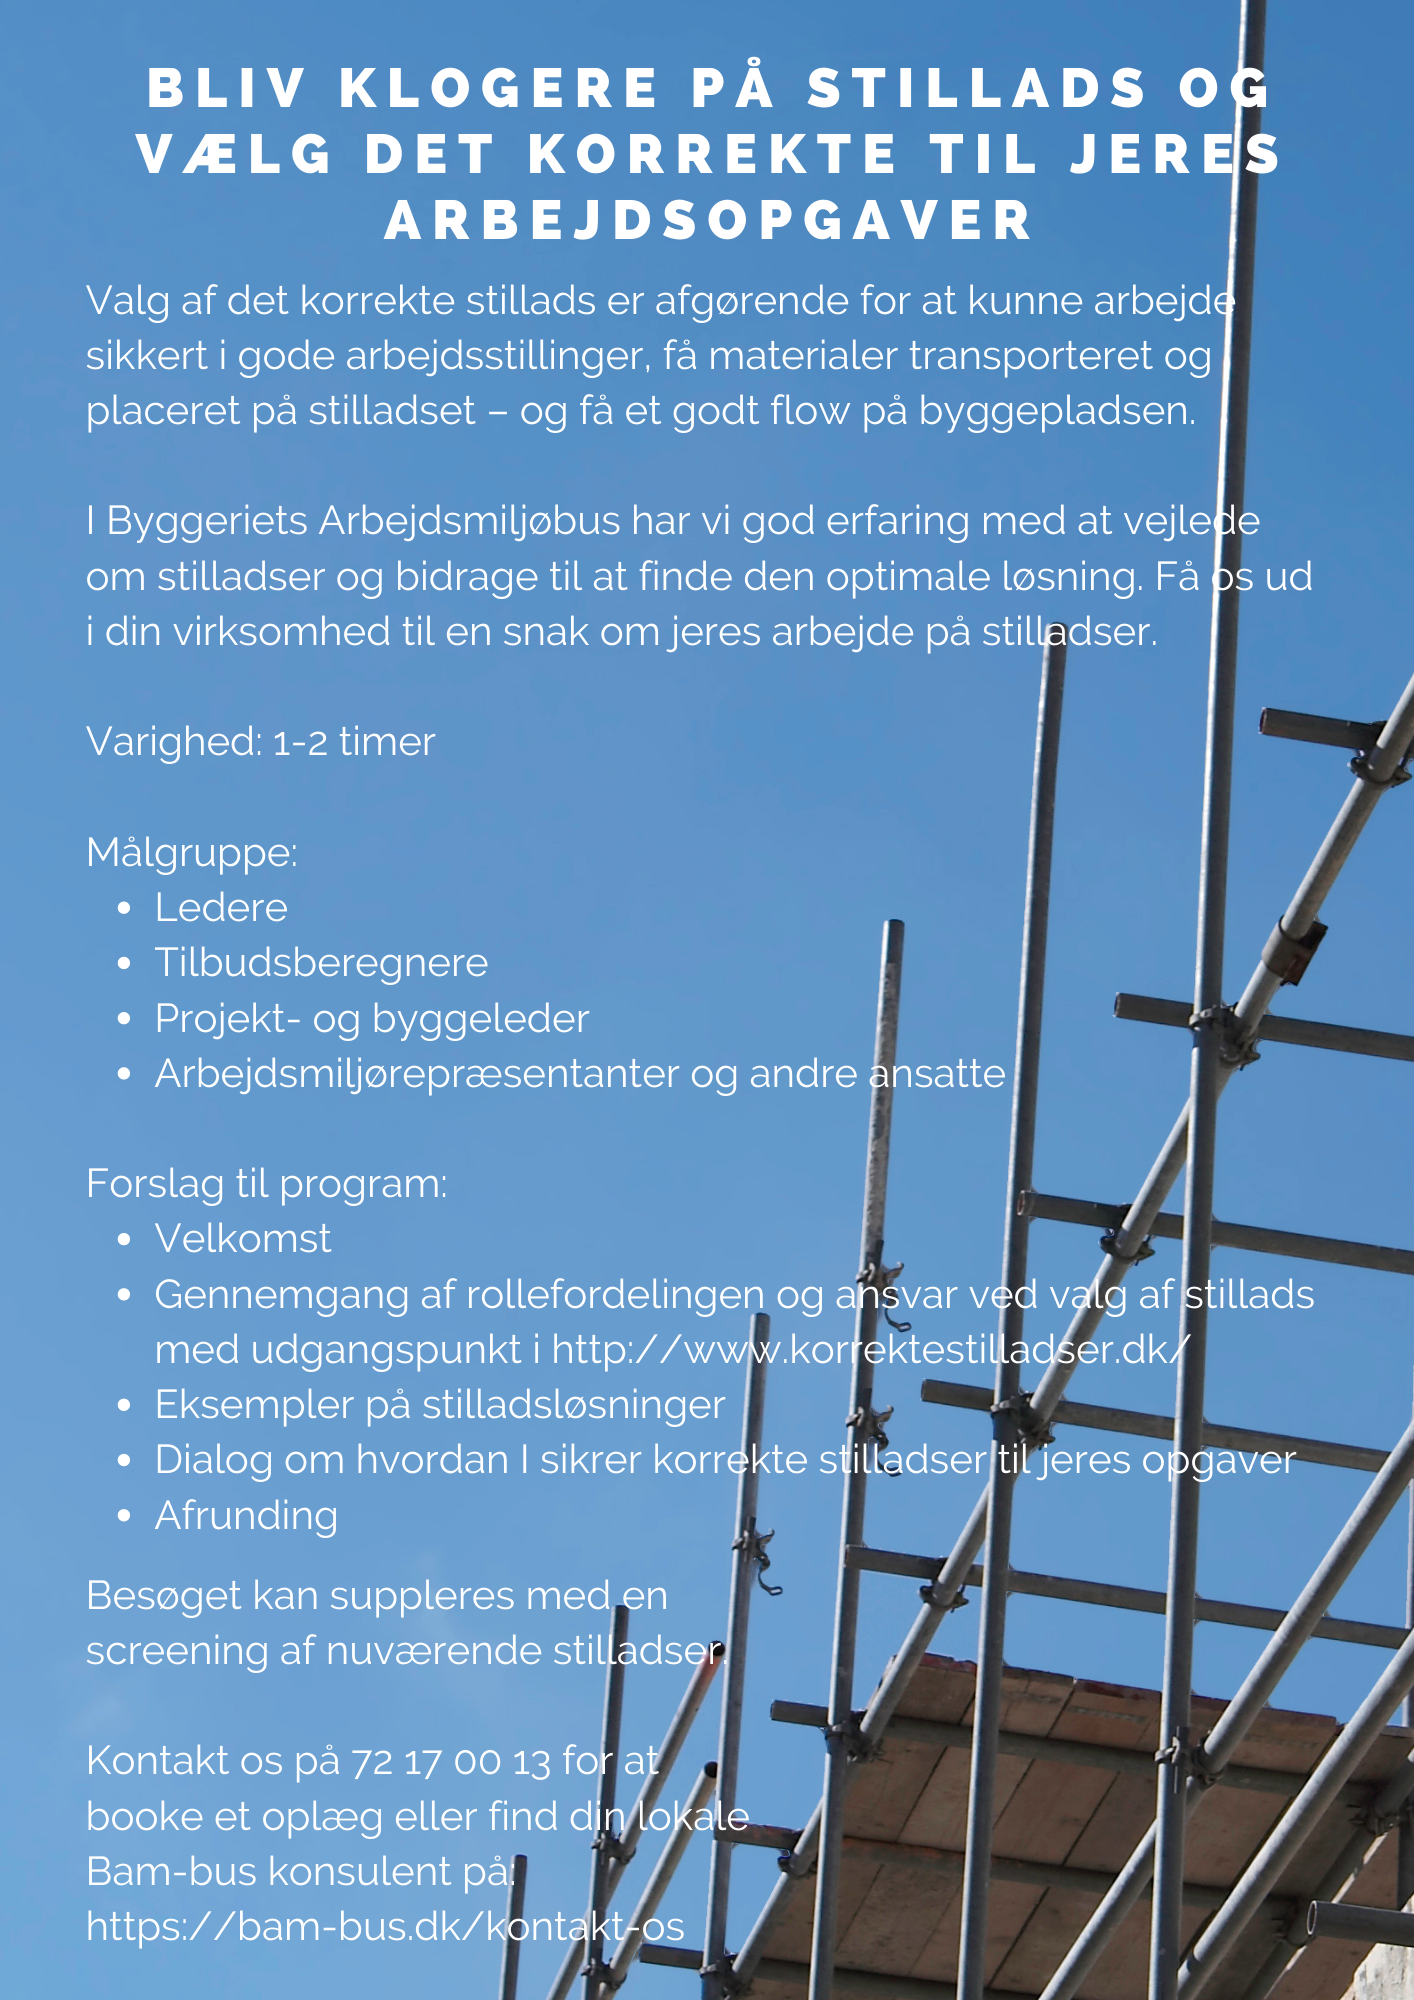 BLIV KLOGERE PÅ STILLADS OG
VÆLG DET KORREKTE TIL JERES
ARBEJDSOPGAVER
Valg af det korrekte stillads er afgørende for at kunne arbejde
sikkert i gode arbejdsstillinger, få materialer transporteret og
placeret på stilladset – og få et godt flow på byggepladsen.
I Byggeriets Arbejdsmiljøbus har vi god erfaring med at vejlede
om stilladser og bidrage til at finde den optimale løsning. Få os ud
i din virksomhed til en snak om jeres arbejde på stilladser.
Varighed: 1-2 timer
Målgruppe:
• Ledere
• Tilbudsberegnere
• Projekt- og byggeleder
• Arbejdsmiljørepræsentanter og andre ansatte
Forslag til program:
• Velkomst
• Gennemgang af rollefordelingen og ansvar ved valg af stillads
med udgangspunkt i http://www.korrektestilladser.dk/
• Eksempler på stilladsløsninger
• Dialog om hvordan I sikrer korrekte stilladser til jeres opgaver
• Afrunding
Besøget kan suppleres med en
screening af nuværende stilladser.
Kontakt os på 72 17 00 13 for at
booke et oplæg eller find din lokale
Bam-bus konsulent på:
https://bam-bus.dk/kontakt-os